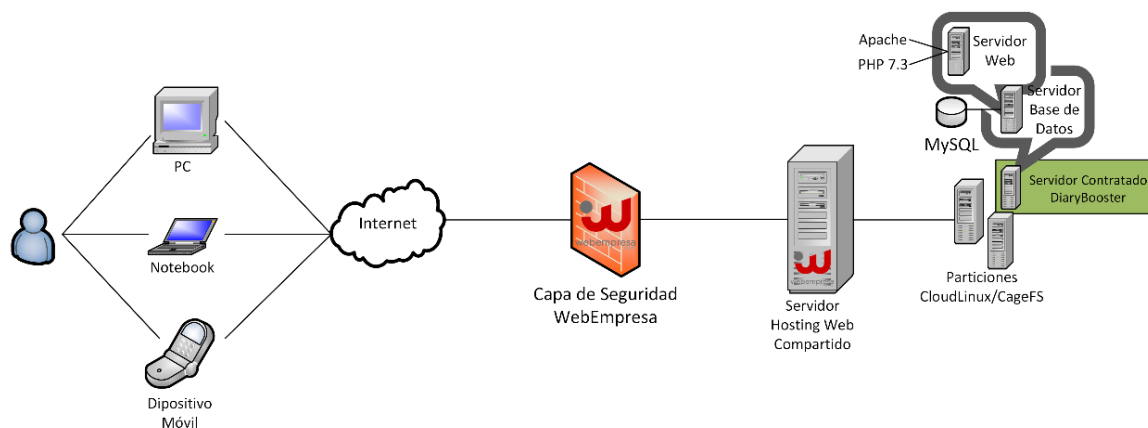 PC
Notebook
Dipositivo
Móvil
Internet
webempresa
Capa de Seguridad
WebEmpresa
webempresa
Servidor
Hosting Web
Compartido
Apache
PHP 7.3
Servidor
Web
MySQL
Servidor
Base de
Datos
Servidor Contratado
DiaryBooster
Particiones
CloudLinux/CageFS